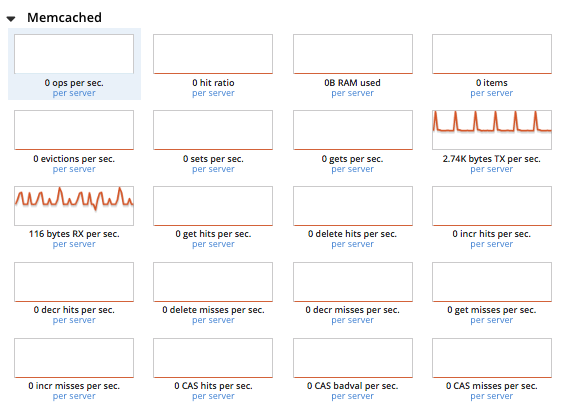 Memcached
0 ops per sec.
per server
0 hit ratio
per server
0B RAM used
per server
0 items
per server
0 evictions per sec.
per server
0 sets per sec.
per server
0 gets per sec.
per server
2.74K bytes TX per sec.
per server
116 bytes RX per sec.
per server
0 get hits per sec.
per server
0 delete hits per sec.
per server
0 incr hits per sec.
per server
0 decr hits per sec.
per server
0 delete misses per sec.
per server
0 decr misses per sec.
per server
0 get misses per sec.
per server
0 incr misses per sec.
per server
0 CAS hits per sec.
per server
0 CAS badval per sec.
per server
0 CAS misses per sec.
per server